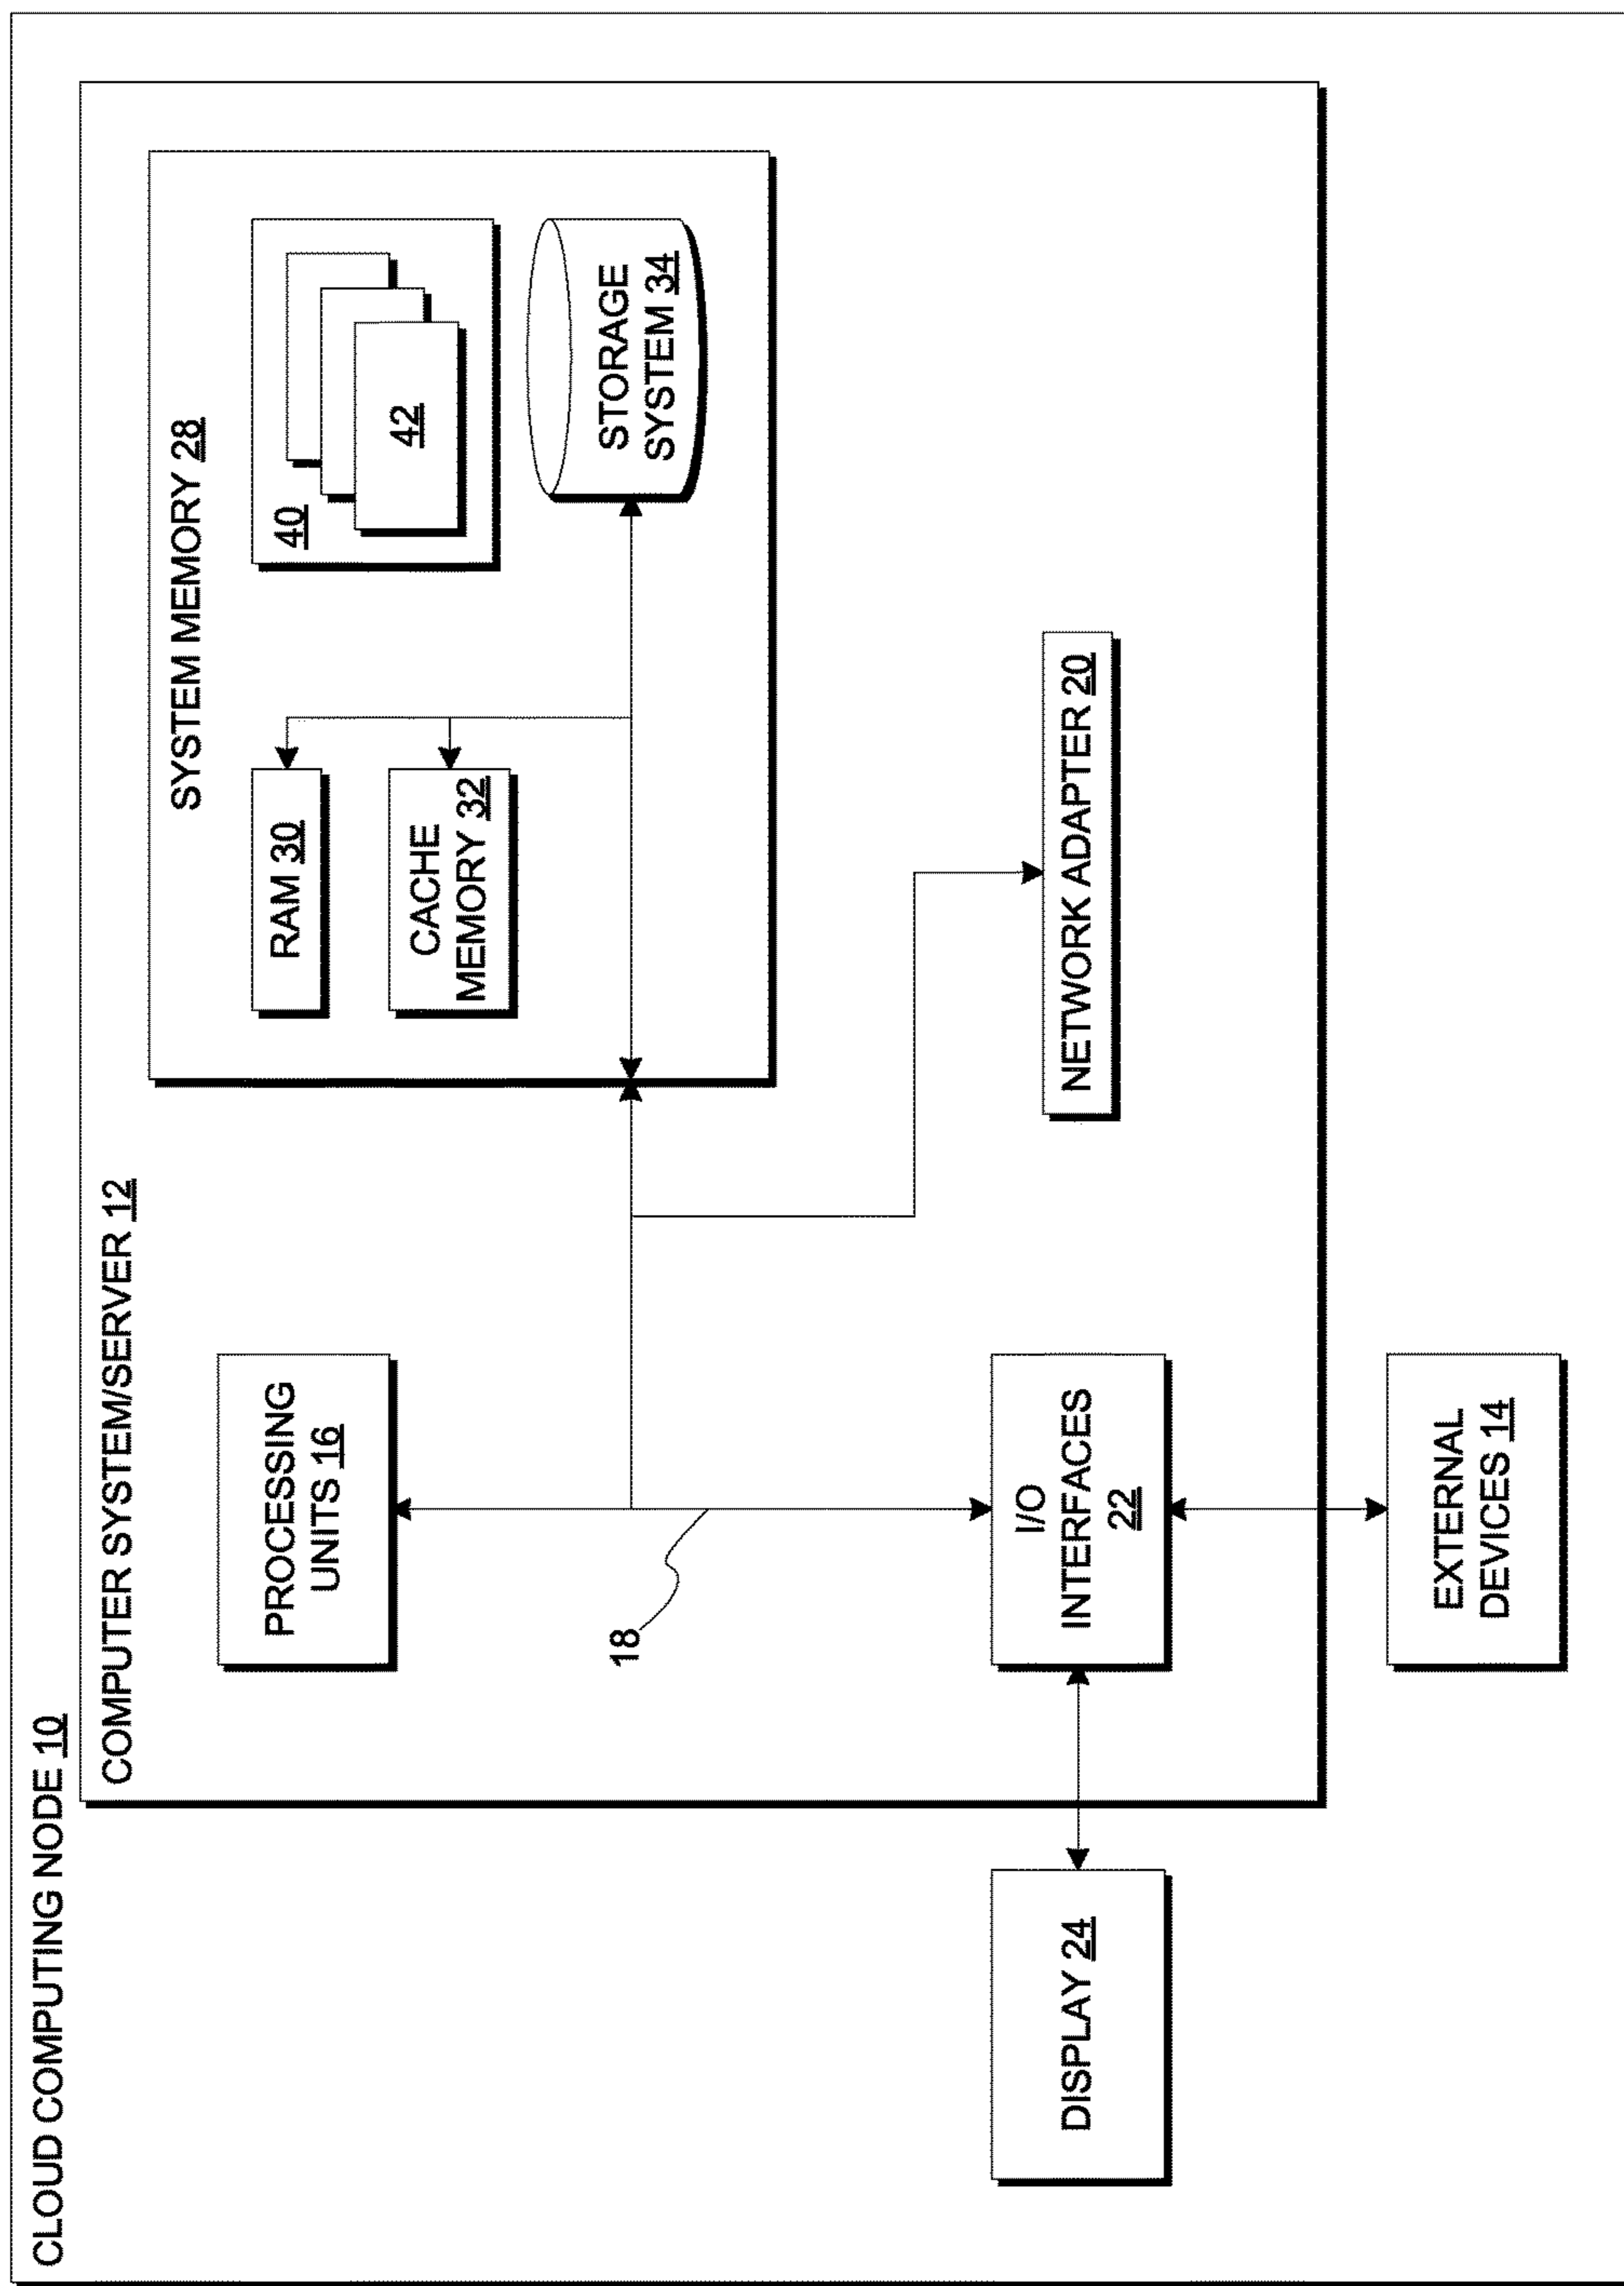 CLOUD COMPUTING NODE 10
COMPUTER SYSTEM/SERVER 12
SYSTEM MEMORY 28
PROCESSING
UNITS 16
RAM 30
CACHE
MEMORY 32
40
42
STORAGE
SYSTEM 34
18
DISPLAY 24
I/O
INTERFACES
22
NETWORK ADAPTER 20
EXTERNAL
DEVICES 14